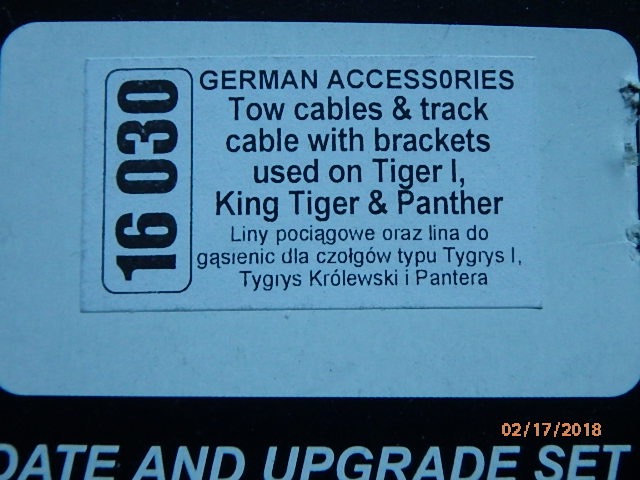 16 030
GERMAN ACCESS0RIES
Tow cables & track
cable with brackets
used on Tiger I,
King Tiger & Panther
Liny pociągowe oraz lina do
gąsienic dla czołgów typu Tygrys I,
Tygrys Królewski i Pantera
02/17/2018
DATE AND UPGRADE SET